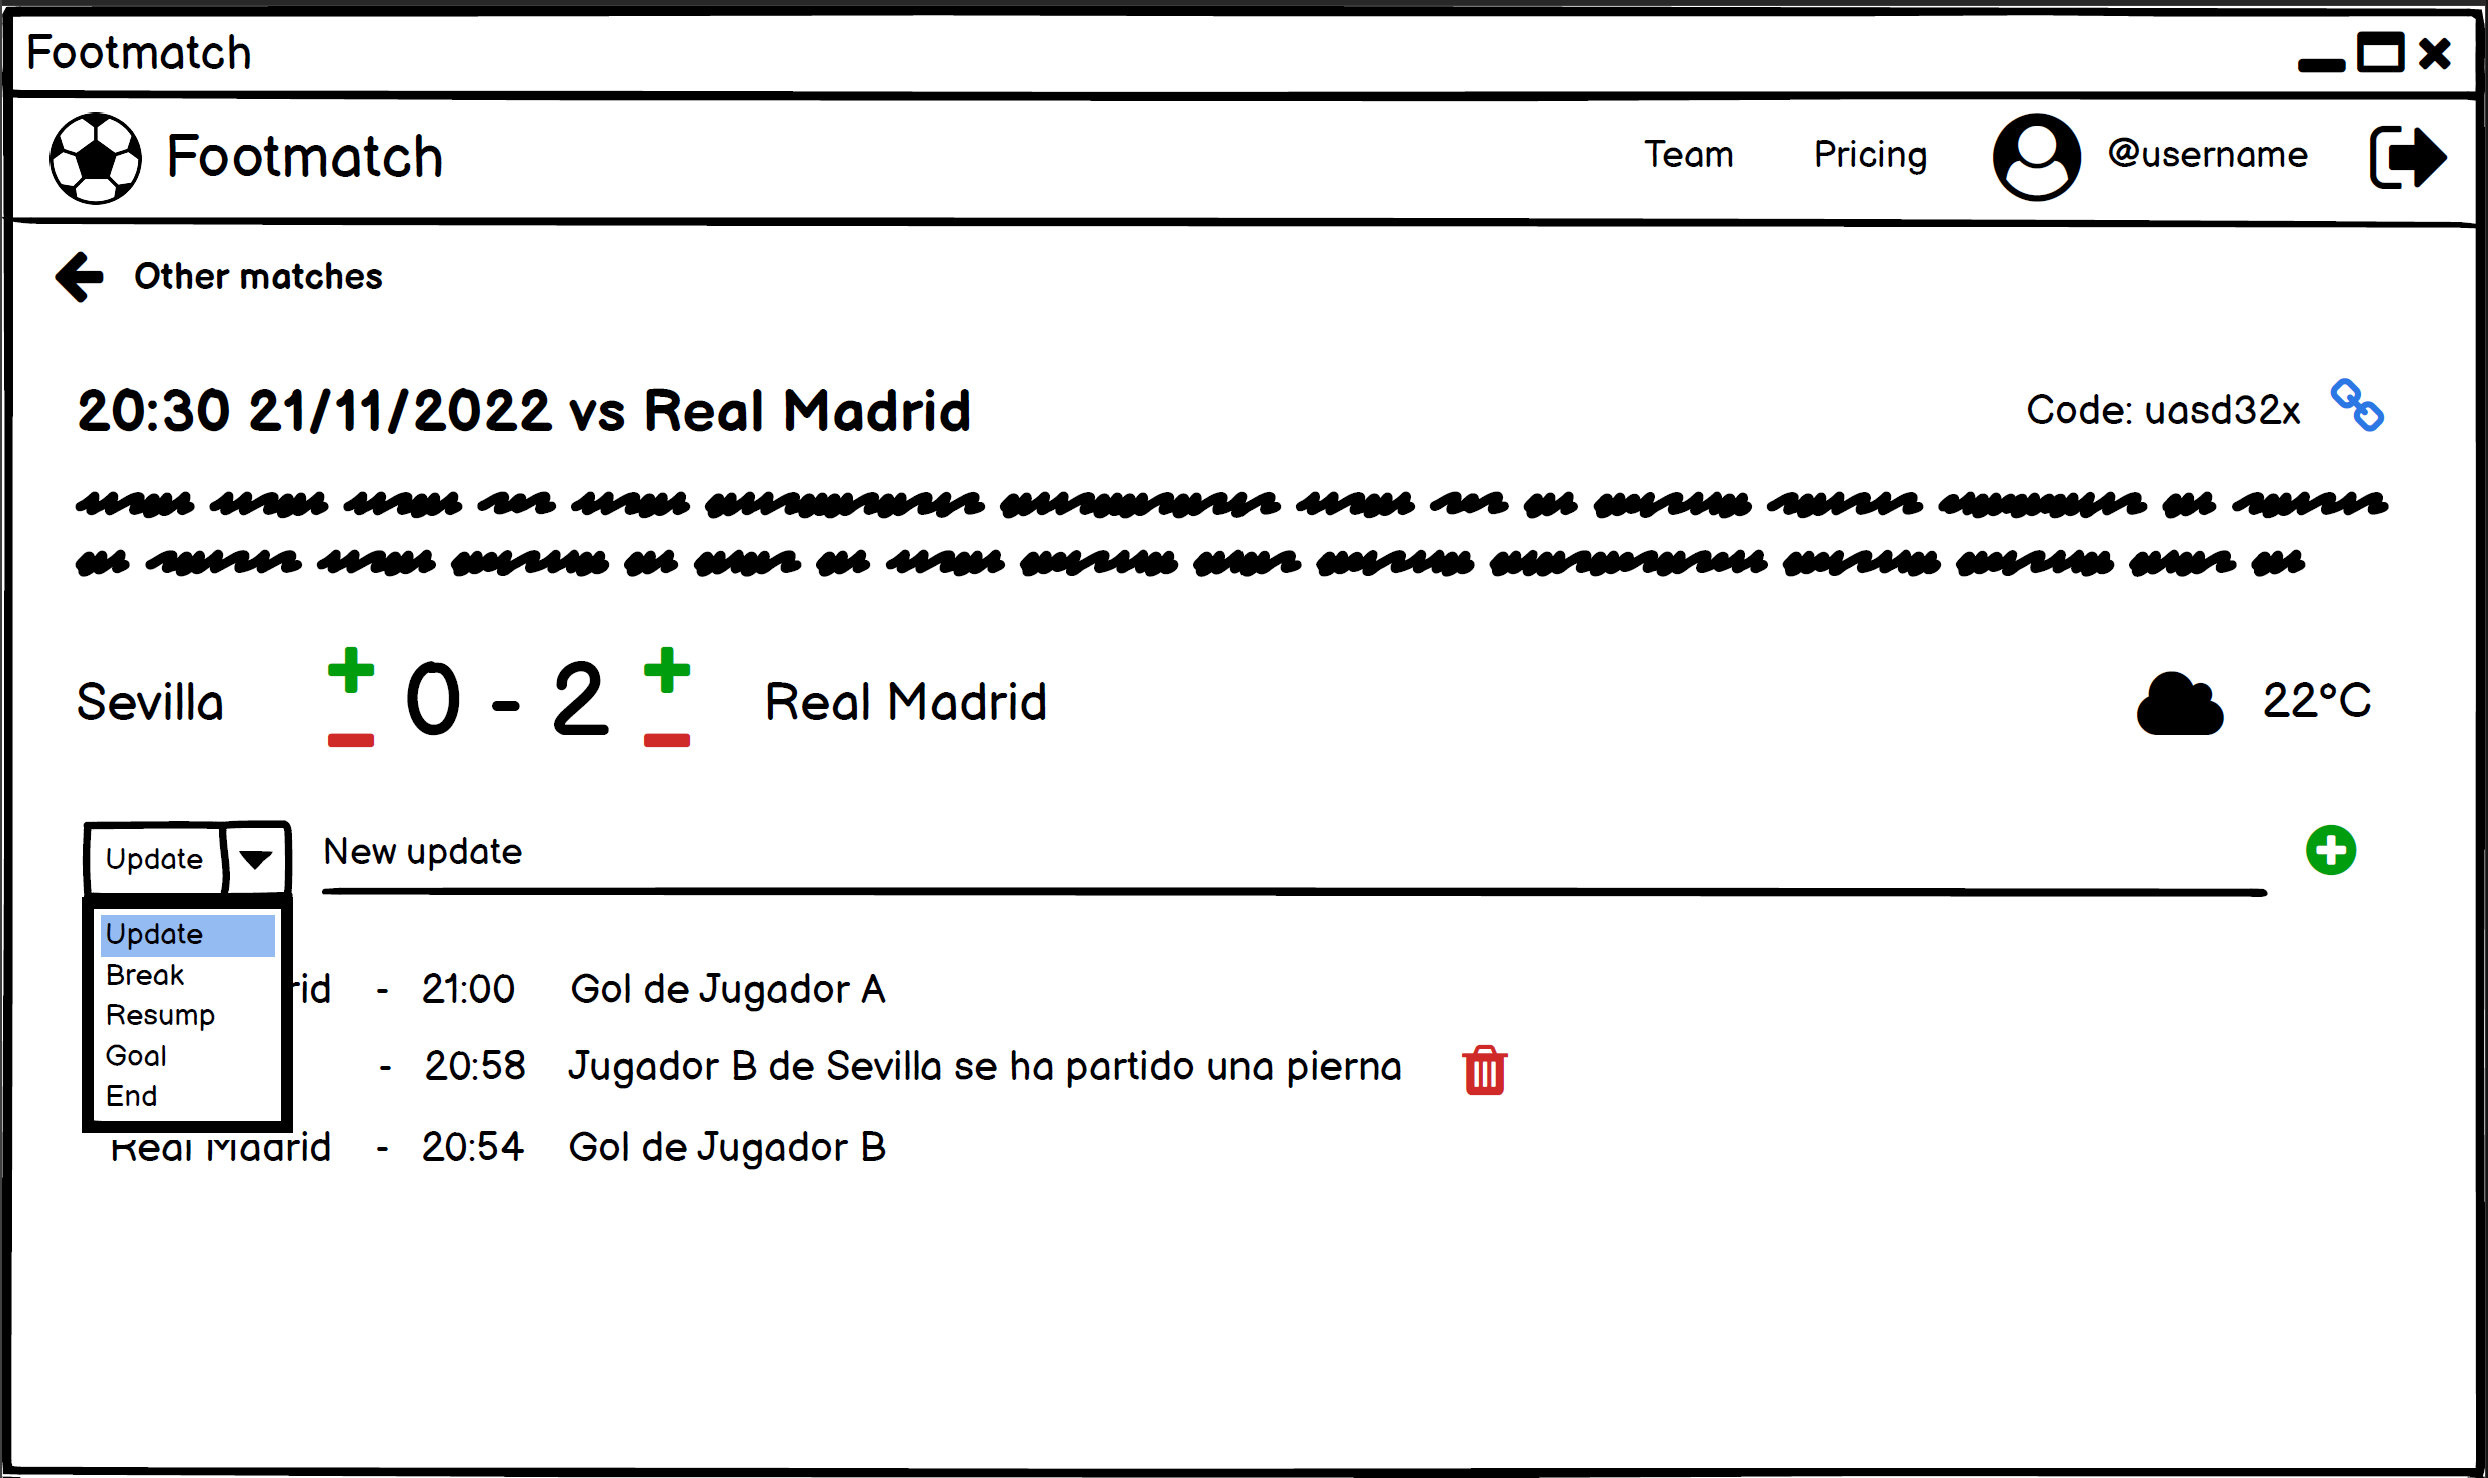 Footmatch
Footmatch Team Pricing @username
Other matches
20:30 21/11/2022 vs Real Madrid Code: uasd32x
Sevilla 0 - 2 Real Madrid 22°C
Update New update
Update
Break
Resump
Goal
End
- 21:00 Gol de Jugador A
- 20:58 Jugador B de Sevilla se ha partido una pierna
Real Madrid - 20:54 Gol de Jugador B